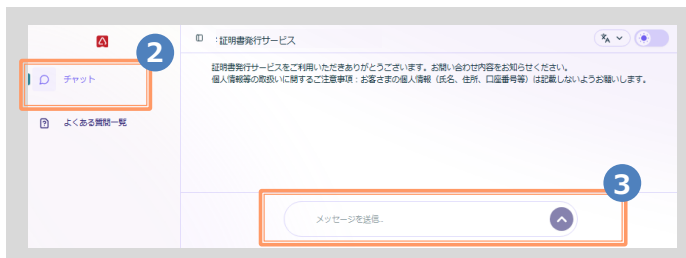 2
チャット
よくある質問一覧
:証明書発行サービス
証明書発行サービスをご利用いただきありがとうございます。お問い合わせ内容をお知らせください。
個人情報等の取扱いに関するご注意事項：お客さまの個人情報（氏名、住所、口座番号等）は記載しないようお願いします。
3
メッセージを送信...